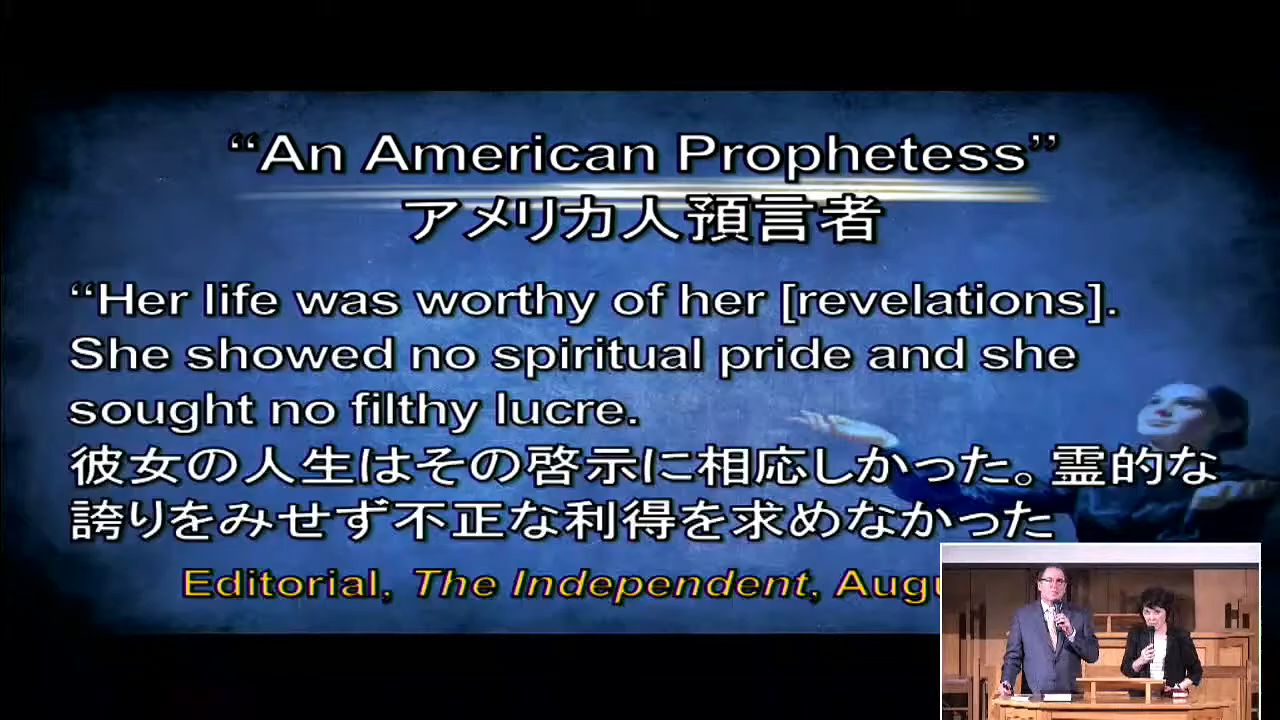 “An American Prophetess”
アメリカ人預言者
“Her life was worthy of her [revelations].
She showed no spiritual pride and she
sought no filthy lucre.
彼女の人生はその啓示に相応しかった。霊的な
誇りをみせず不正な利得を求めなかった
Editorial, The Independent,